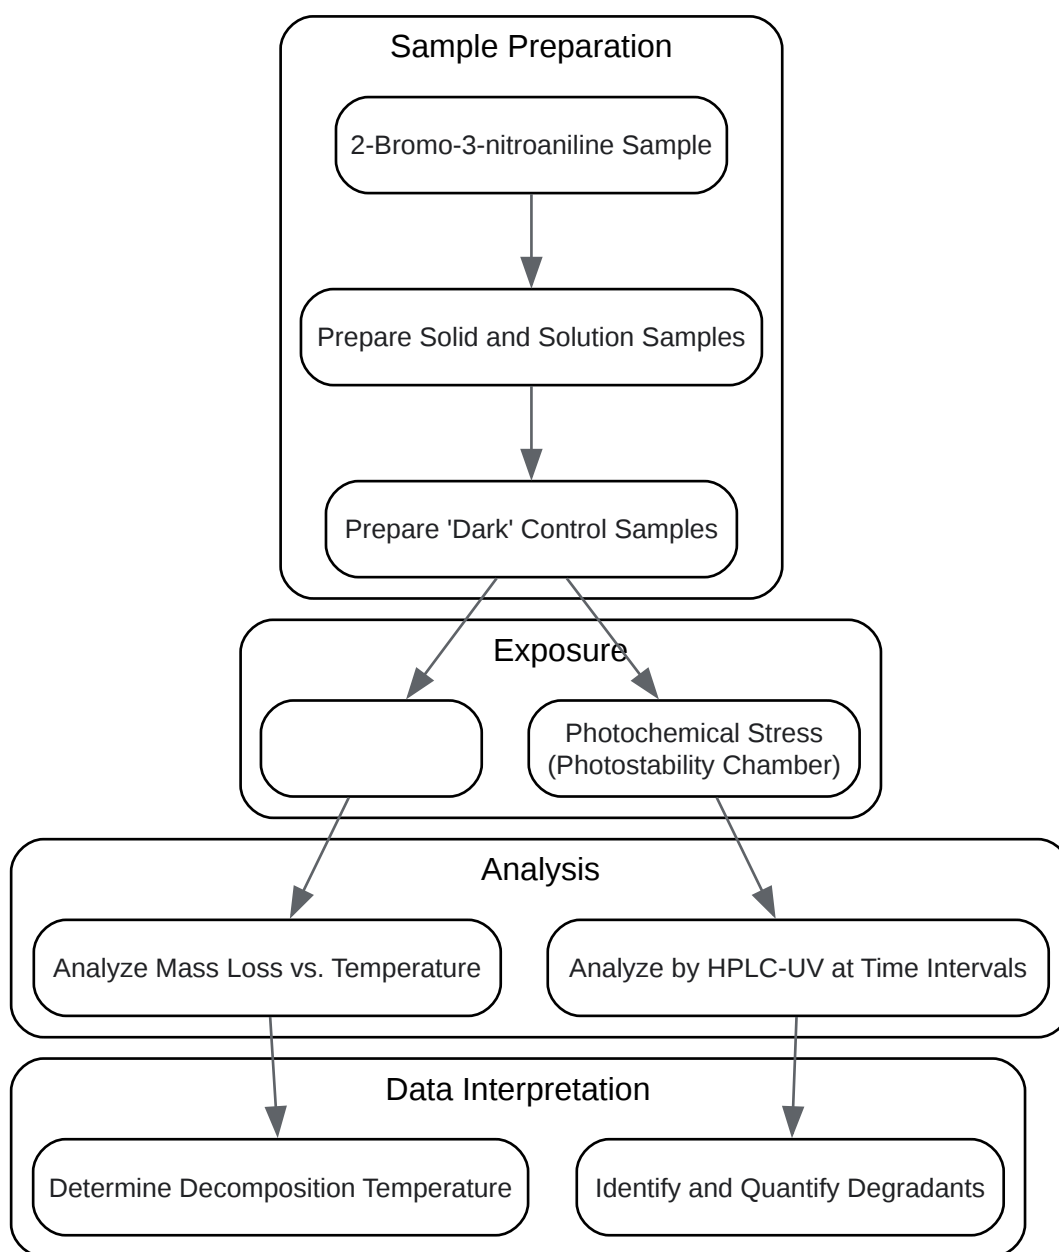 Sample Preparation
2-Bromo-3-nitroaniline Sample
Prepare Solid and Solution Samples
Prepare 'Dark' Control Samples
Exposure
Photochemical Stress
(Photostability Chamber)
Analysis
Analyze Mass Loss vs. Temperature
Analyze by HPLC-UV at Time Intervals
Data Interpretation
Determine Decomposition Temperature
Identify and Quantify Degradants